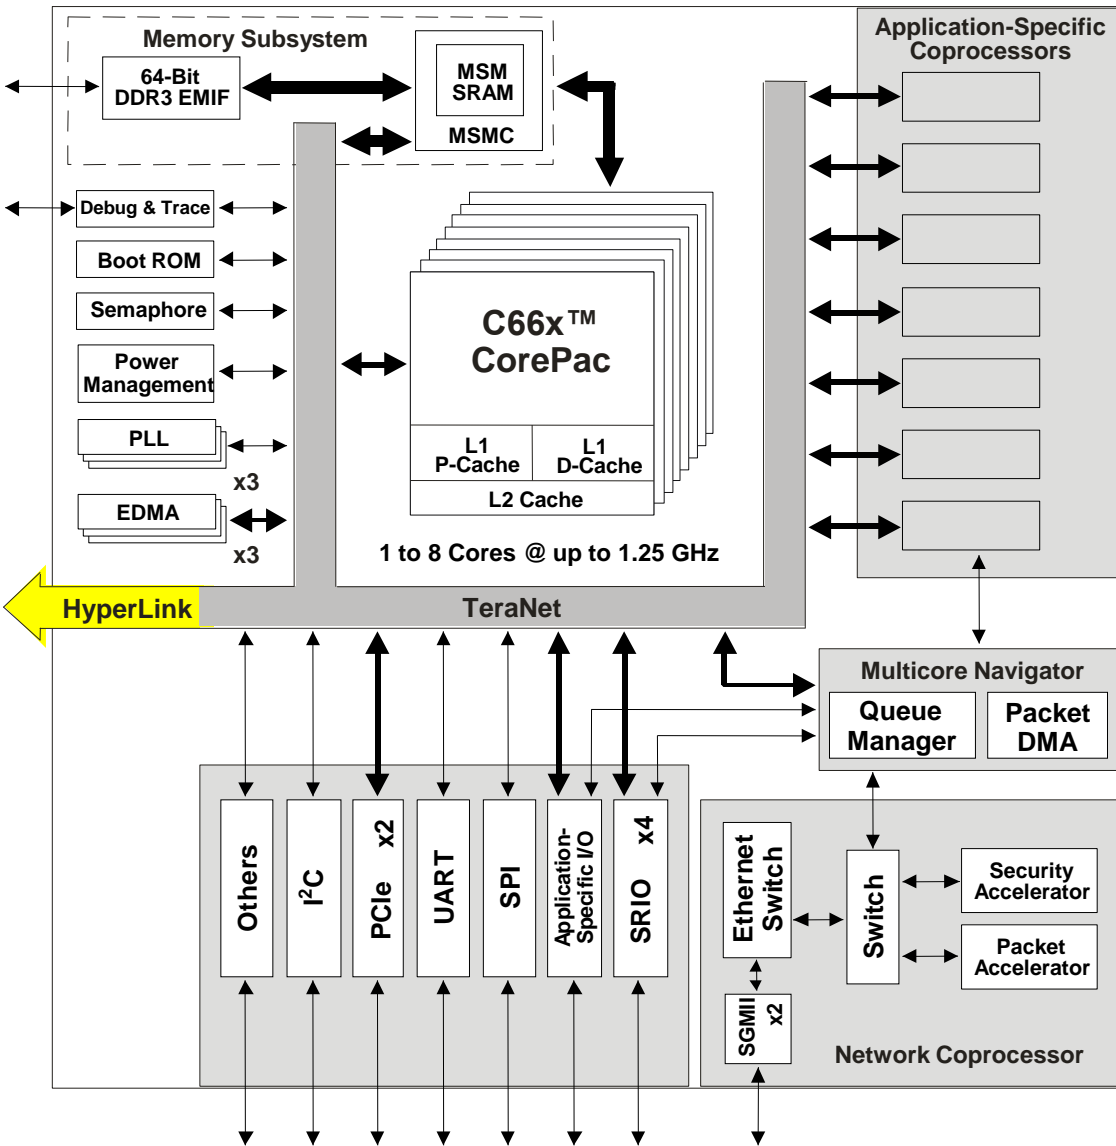 Memory Subsystem
64-Bit
DDR3 EMIF
MSM
SRAM
MSMC
Application-Specific
Coprocessors
Debug & Trace
Boot ROM
Semaphore
Power
Management
PLL
x3
EDMA
x3
C66x™
CorePac
L1
P-Cache
L1
D-Cache
L2 Cache
1 to 8 Cores @ up to 1.25 GHz
HyperLink
TeraNet
Multicore Navigator
Queue
Manager
Packet
DMA
Others
I²C
PCIe x2
UART
SPI
Application-
Specific I/O
SRIO x4
Ethernet
Switch
Switch
Security
Accelerator
Packet
Accelerator
SGMII
x2
Network Coprocessor